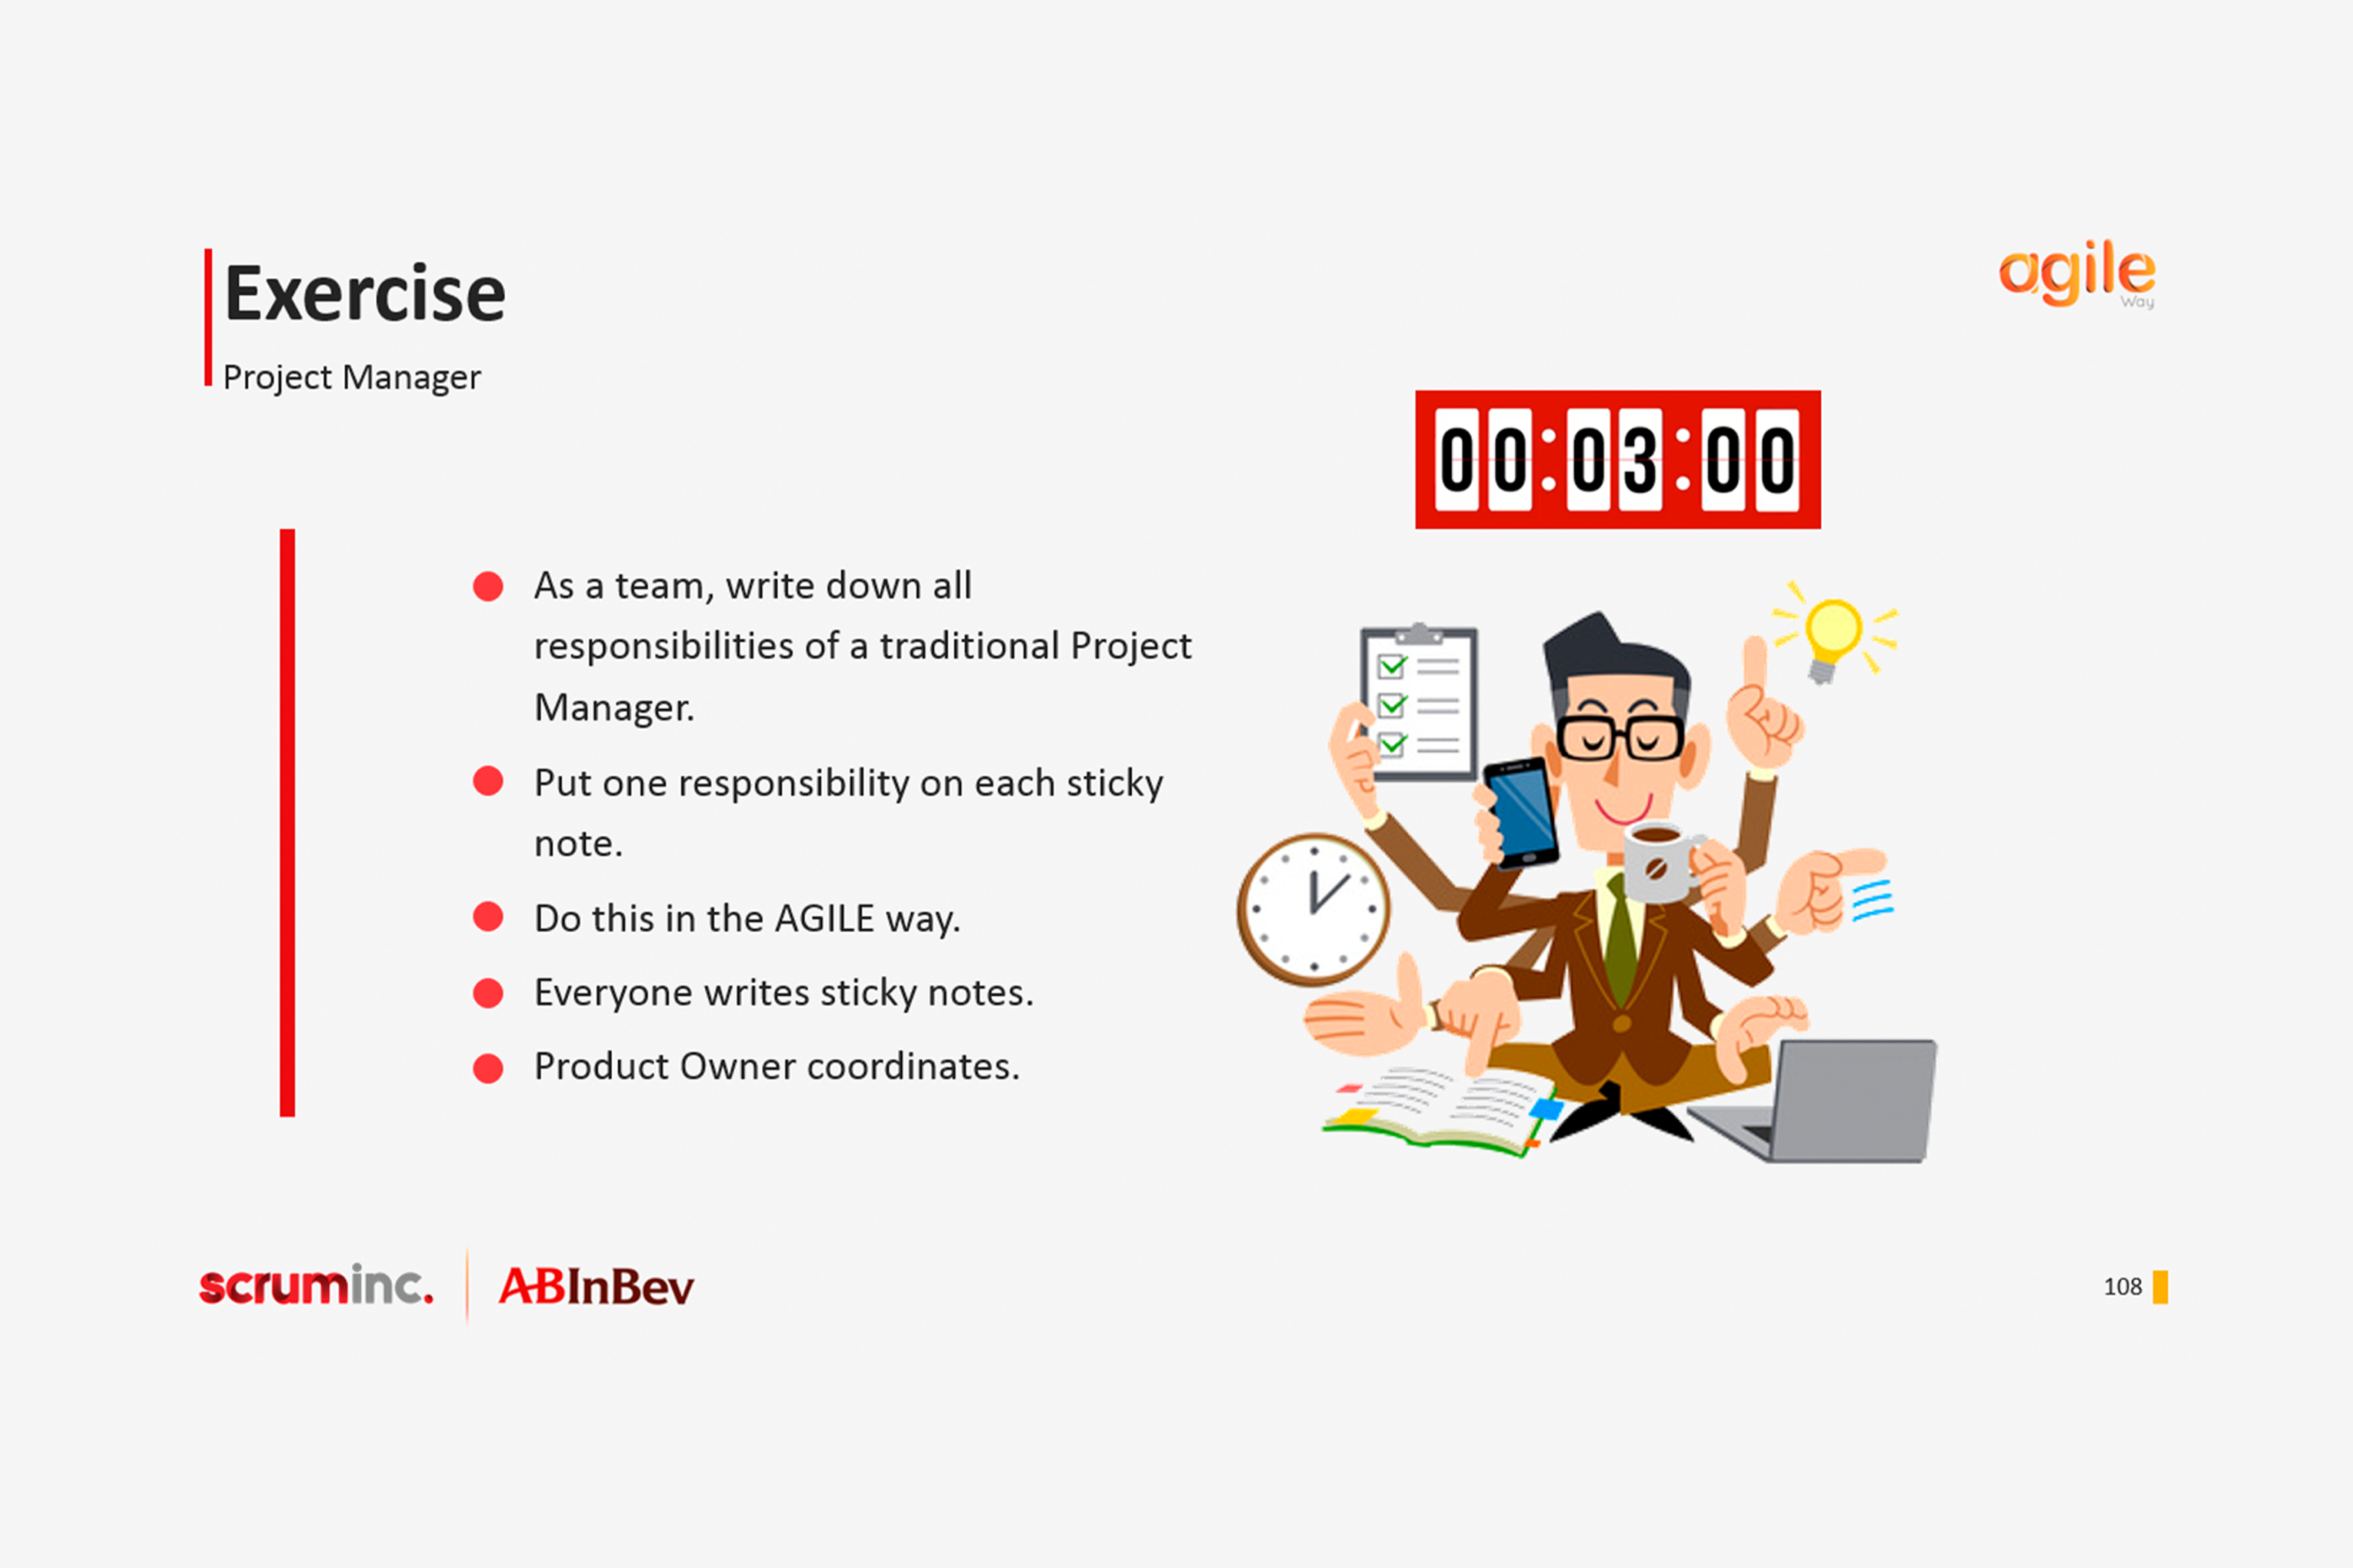 Exercise
agile
Way
Project Manager
00:03:00
As a team, write down all
responsibilities of a traditional Project
Manager.
Put one responsibility on each sticky
note.
Do this in the AGILE way.
Everyone writes sticky notes.
Product Owner coordinates.
scruminc.
ABInBev
108